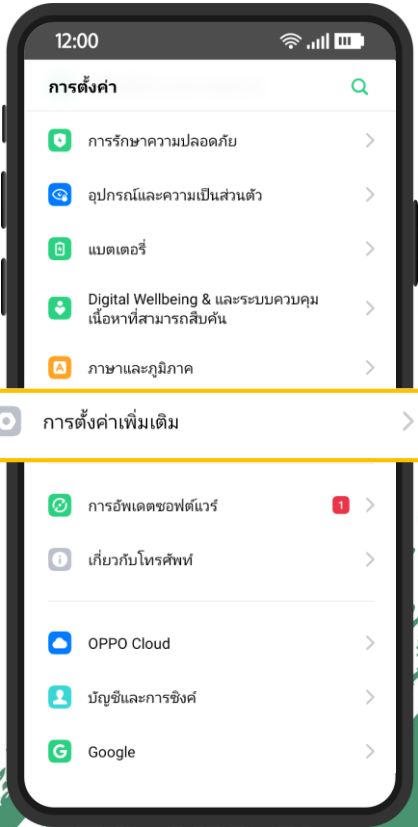 12:00
การตั้งค่า
การรักษาความปลอดภัย
อุปกรณ์และความเป็นส่วนตัว
แบตเตอรี่
Digital Wellbeing & และระบบควบคุม
เนื้อหาที่สามารถสืบค้น
A ภาษาและภูมิภาค
การตั้งค่าเพิ่มเติม
การอัพเดตซอฟต์แวร์ 1
เกี่ยวกับโทรศัพท์
OPPO Cloud
บัญชีและการซิงค์
G Google